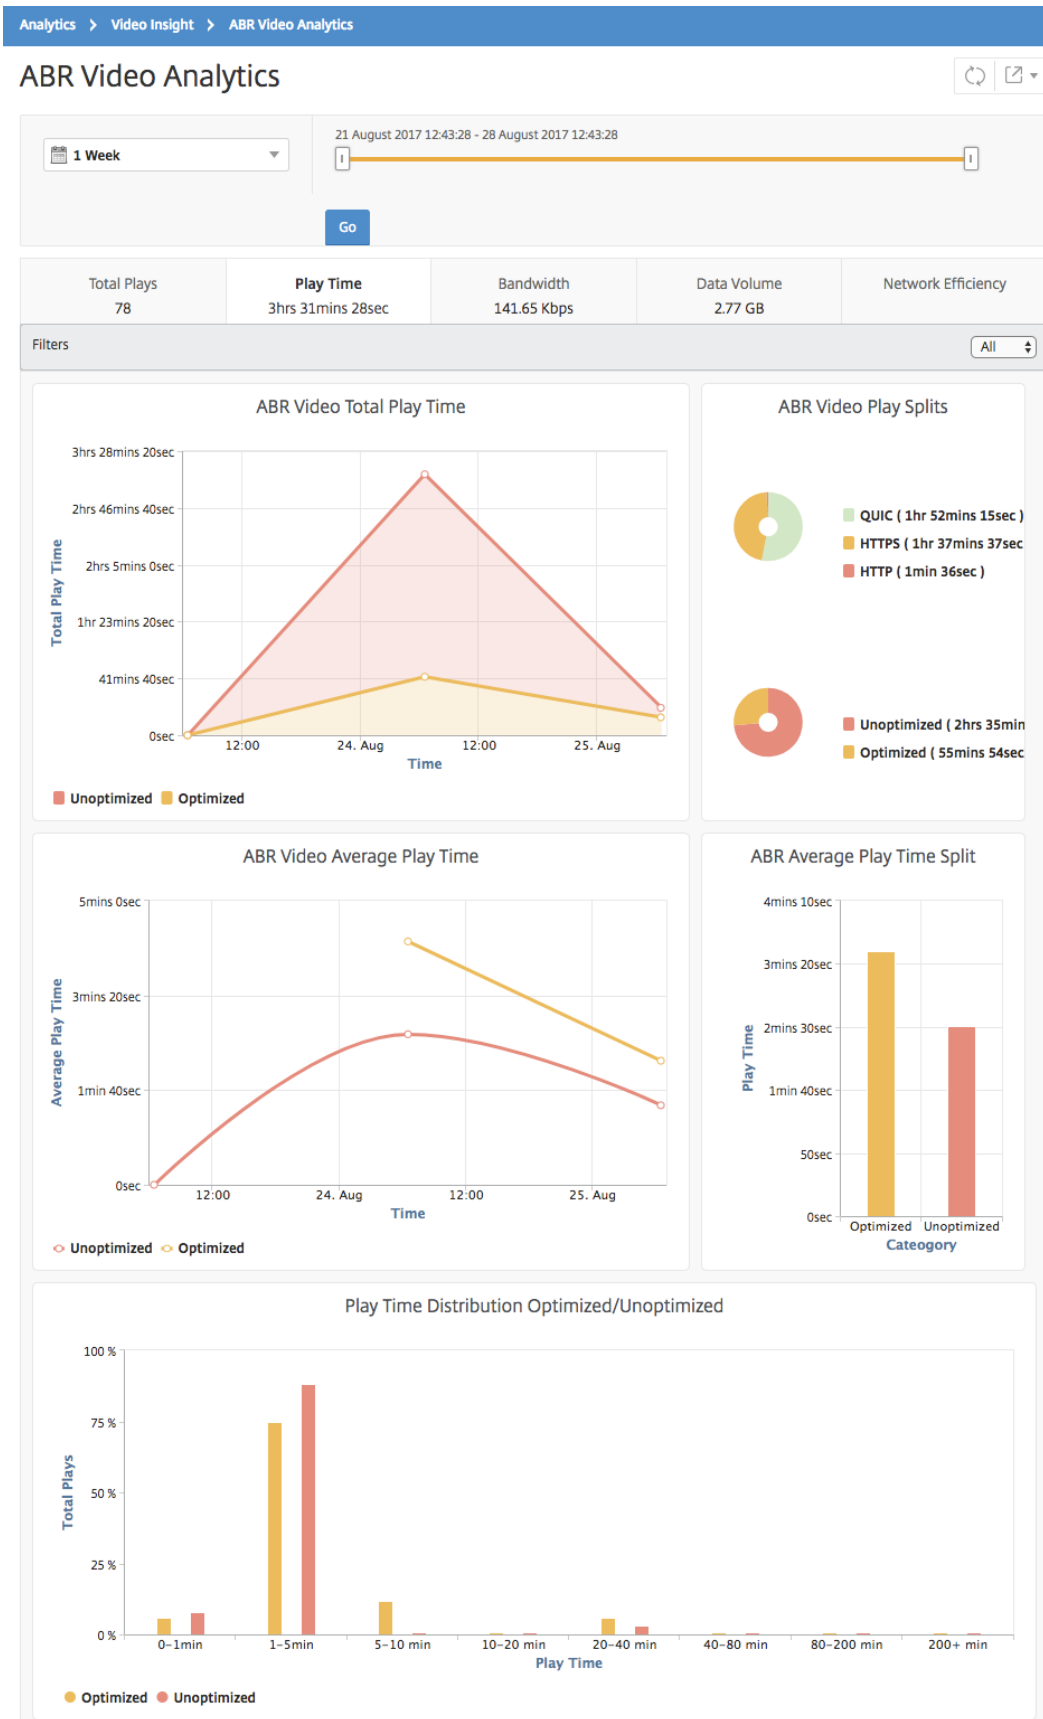 Analytics > Video Insight > ABR Video Analytics
ABR Video Analytics
1 Week
21 August 2017 12:43:28 - 28 August 2017 12:43:28
Go
Total Plays
78
Play Time
3hrs 31mins 28sec
Bandwidth
141.65 Kbps
Data Volume
2.77 GB
Network Efficiency
Filters
All
ABR Video Total Play Time
3hrs 28mins 20sec
2hrs 46mins 40sec
2hrs 5mins 0sec
1hr 23mins 20sec
41mins 40sec
0sec
Total Play Time
12:00
24. Aug
12:00
25. Aug
Time
Unoptimized
Optimized
ABR Video Play Splits
QUIC ( 1hr 52mins 15sec )
HTTPS ( 1hr 37mins 37sec
HTTP ( 1min 36sec )
Unoptimized ( 2hrs 35min
Optimized ( 55mins 54sec
ABR Video Average Play Time
5mins 0sec
3mins 20sec
1min 40sec
0sec
Average Play Time
12:00
24. Aug
12:00
25. Aug
Time
Unoptimized
Optimized
ABR Average Play Time Split
4mins 10sec
3mins 20sec
2mins 30sec
1min 40sec
50sec
0sec
Play Time
Optimized
Unoptimized
Cateogory
Play Time Distribution Optimized/Unoptimized
100 %
75 %
50 %
25 %
0 %
Total Plays
0-1min
1-5min
5-10 min
10-20 min
20-40 min
40-80 min
80-200 min
200+ min
Play Time
Optimized
Unoptimized